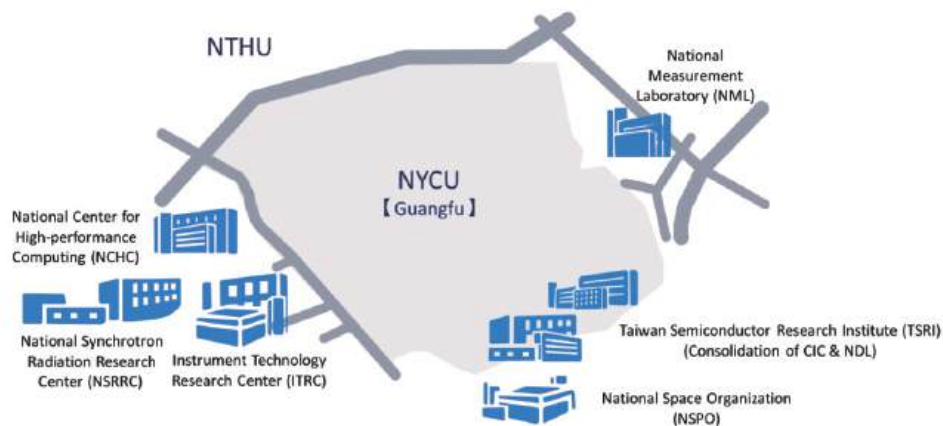 NTHU
National
Measurement
Laboratory (NML)
NYCU
【Guangfu】
National Center for
High-performance
Computing (NCHC)
National Synchrotron
Radiation Research
Center (NSRRC)
Instrument Technology
Research Center (ITRC)
Taiwan Semiconductor Research Institute (TSRI)
(Consolidation of CIC & NDL)
National Space Organization
(NSPO)